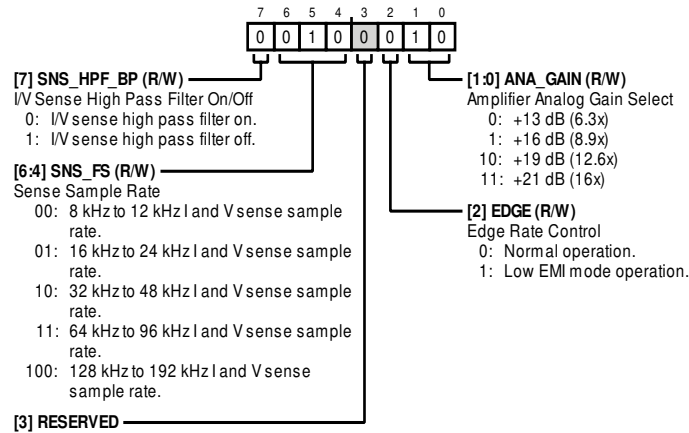 7 6 5 4 3 2 1 0
0 0 1 0 0 0 1 0
[7] SNS_HPF_BP (R/W)
I/V Sense High Pass Filter On/Off
0: I/V sense high pass filter on.
1: I/V sense high pass filter off.
[6:4] SNS_FS (R/W)
Sense Sample Rate
00: 8 kHz to 12 kHz I and V sense sample
rate.
01: 16 kHz to 24 kHz I and V sense sample
rate.
10: 32 kHz to 48 kHz I and V sense sample
rate.
11: 64 kHz to 96 kHz I and V sense sample
rate.
100: 128 kHz to 192 kHz I and V sense
sample rate.
[3] RESERVED
[1:0] ANA_GAIN (R/W)
Amplifier Analog Gain Select
0: +13 dB (6.3x)
1: +16 dB (8.9x)
10: +19 dB (12.6x)
11: +21 dB (16x)
[2] EDGE (R/W)
Edge Rate Control
0: Normal operation.
1: Low EMI mode operation.